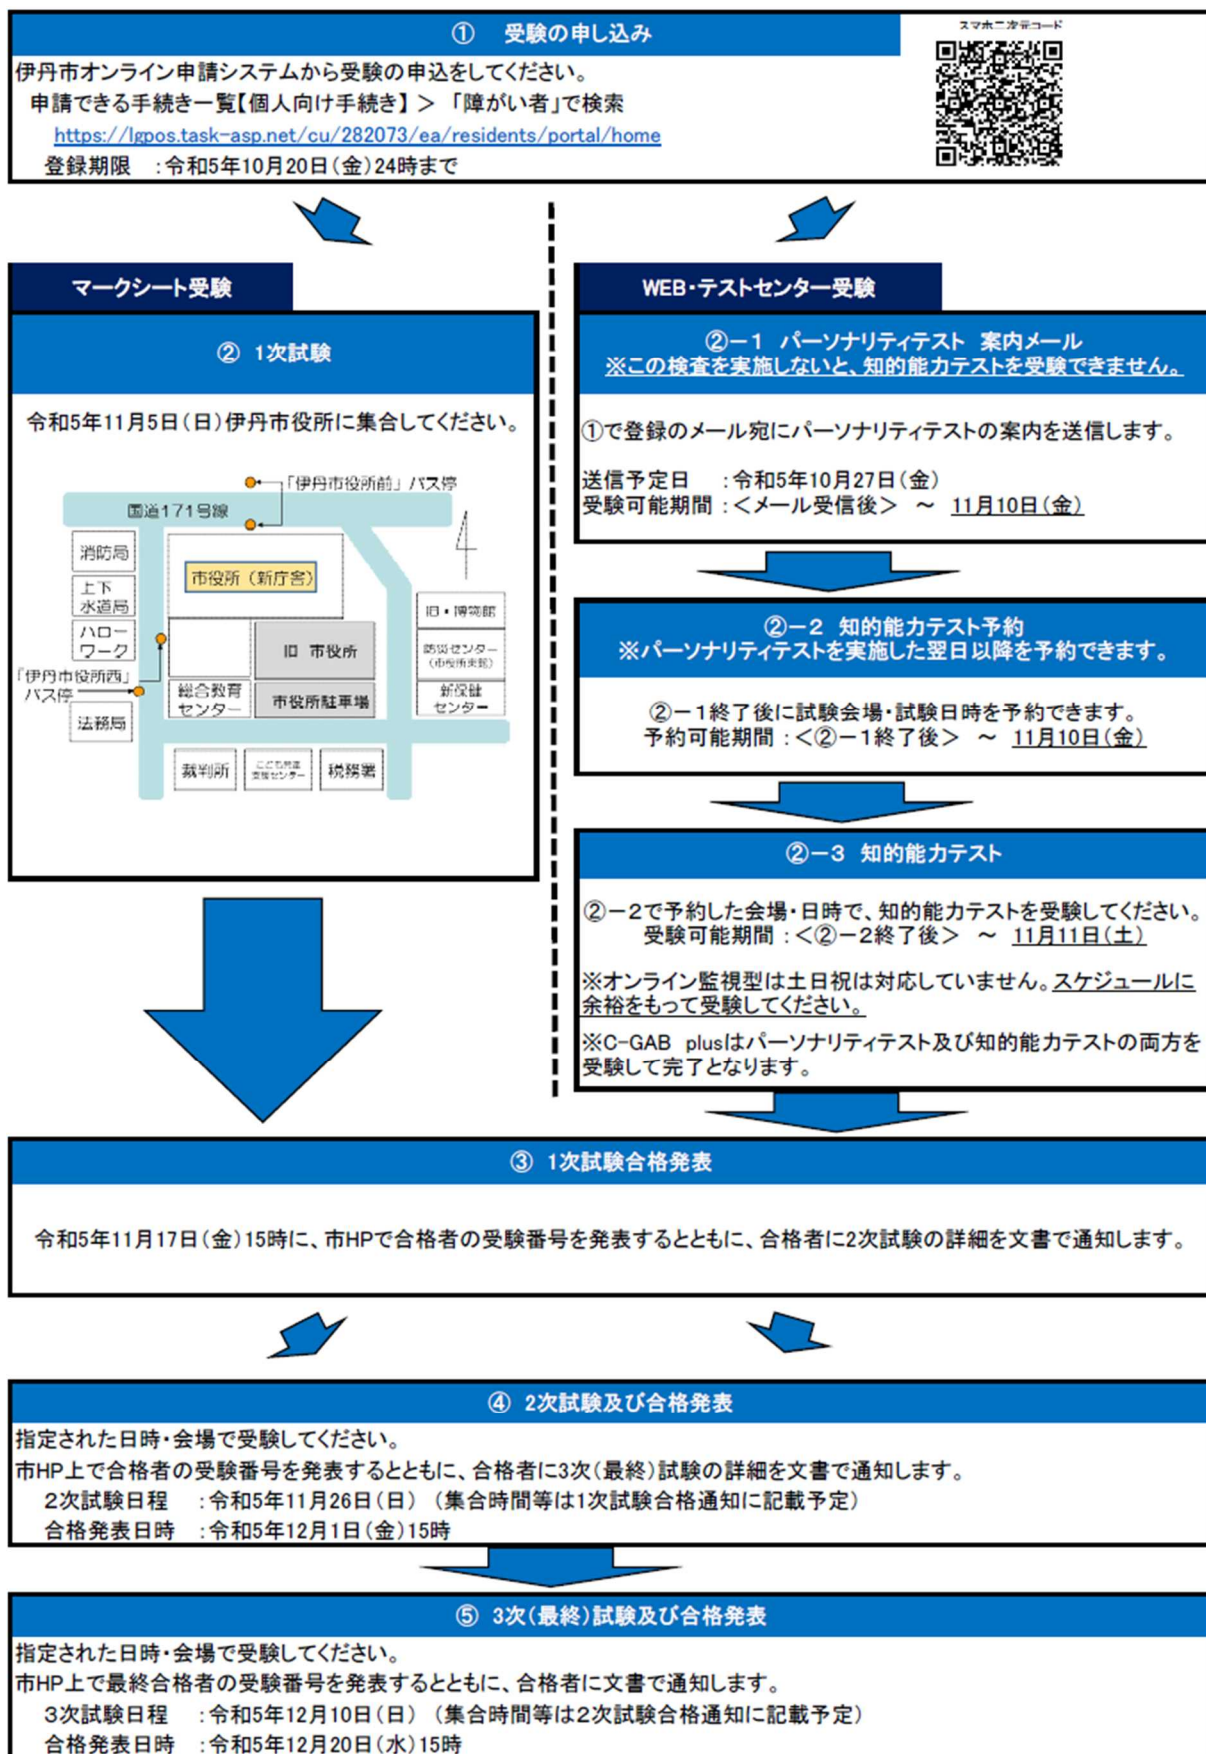 ① 受験の申し込み
スマホ二次元コード
伊丹市オンライン申請システムから受験の申込をしてください。
申請できる手続き一覧【個人向け手続き】 > 「障がい者」で検索
https://lgpos.task-asp.net/cu/282073/ea/residents/portal/home
登録期限 :令和5年10月20日(金)24時まで
マークシート受験
② 1次試験
令和5年11月5日(日)伊丹市役所に集合してください。
「伊丹市役所前」バス停
国道171号線
消防局
市役所(新庁舎)
上下
水道局
旧・博物館
ハロー
ワーク
旧 市役所
防災センター
(市役所東館)
「伊丹市役所西」
バス停
総合教育
センター
市役所駐車場
新保健
センター
法務局
裁判所
こども発達
支援センター
税務署
WEB・テストセンター受験
②-1 パーソナリティテスト 案内メール
※この検査を実施しないと、知的能力テストを受験できません。
①で登録のメール宛にパーソナリティテストの案内を送信します。
送信予定日 :令和5年10月27日(金)
受験可能期間:<メール受信後> ~ 11月10日(金)
②-2 知的能力テスト予約
※パーソナリティテストを実施した翌日以降を予約できます。
②-1終了後に試験会場・試験日時を予約できます。
予約可能期間:<②-1終了後> ~ 11月10日(金)
②-3 知的能力テスト
②-2で予約した会場・日時で、知的能力テストを受験してください。
受験可能期間:<②-2終了後> ~ 11月11日(土)
※オンライン監視型は土日祝は対応していません。スケジュールに
余裕をもって受験してください。
※C-GAB plusはパーソナリティテスト及び知的能力テストの両方を
受験して完了となります。
③ 1次試験合格発表
令和5年11月17日(金)15時に、市HPで合格者の受験番号を発表するとともに、合格者に2次試験の詳細を文書で通知します。
④ 2次試験及び合格発表
指定された日時・会場で受験してください。
市HP上で合格者の受験番号を発表するとともに、合格者に3次(最終)試験の詳細を文書で通知します。
2次試験日程 :令和5年11月26日(日) (集合時間等は1次試験合格通知に記載予定)
合格発表日時 :令和5年12月1日(金)15時
⑤ 3次(最終)試験及び合格発表
指定された日時・会場で受験してください。
市HP上で最終合格者の受験番号を発表するとともに、合格者に文書で通知します。
3次試験日程 :令和5年12月10日(日) (集合時間等は2次試験合格通知に記載予定)
合格発表日時 :令和5年12月20日(水)15時